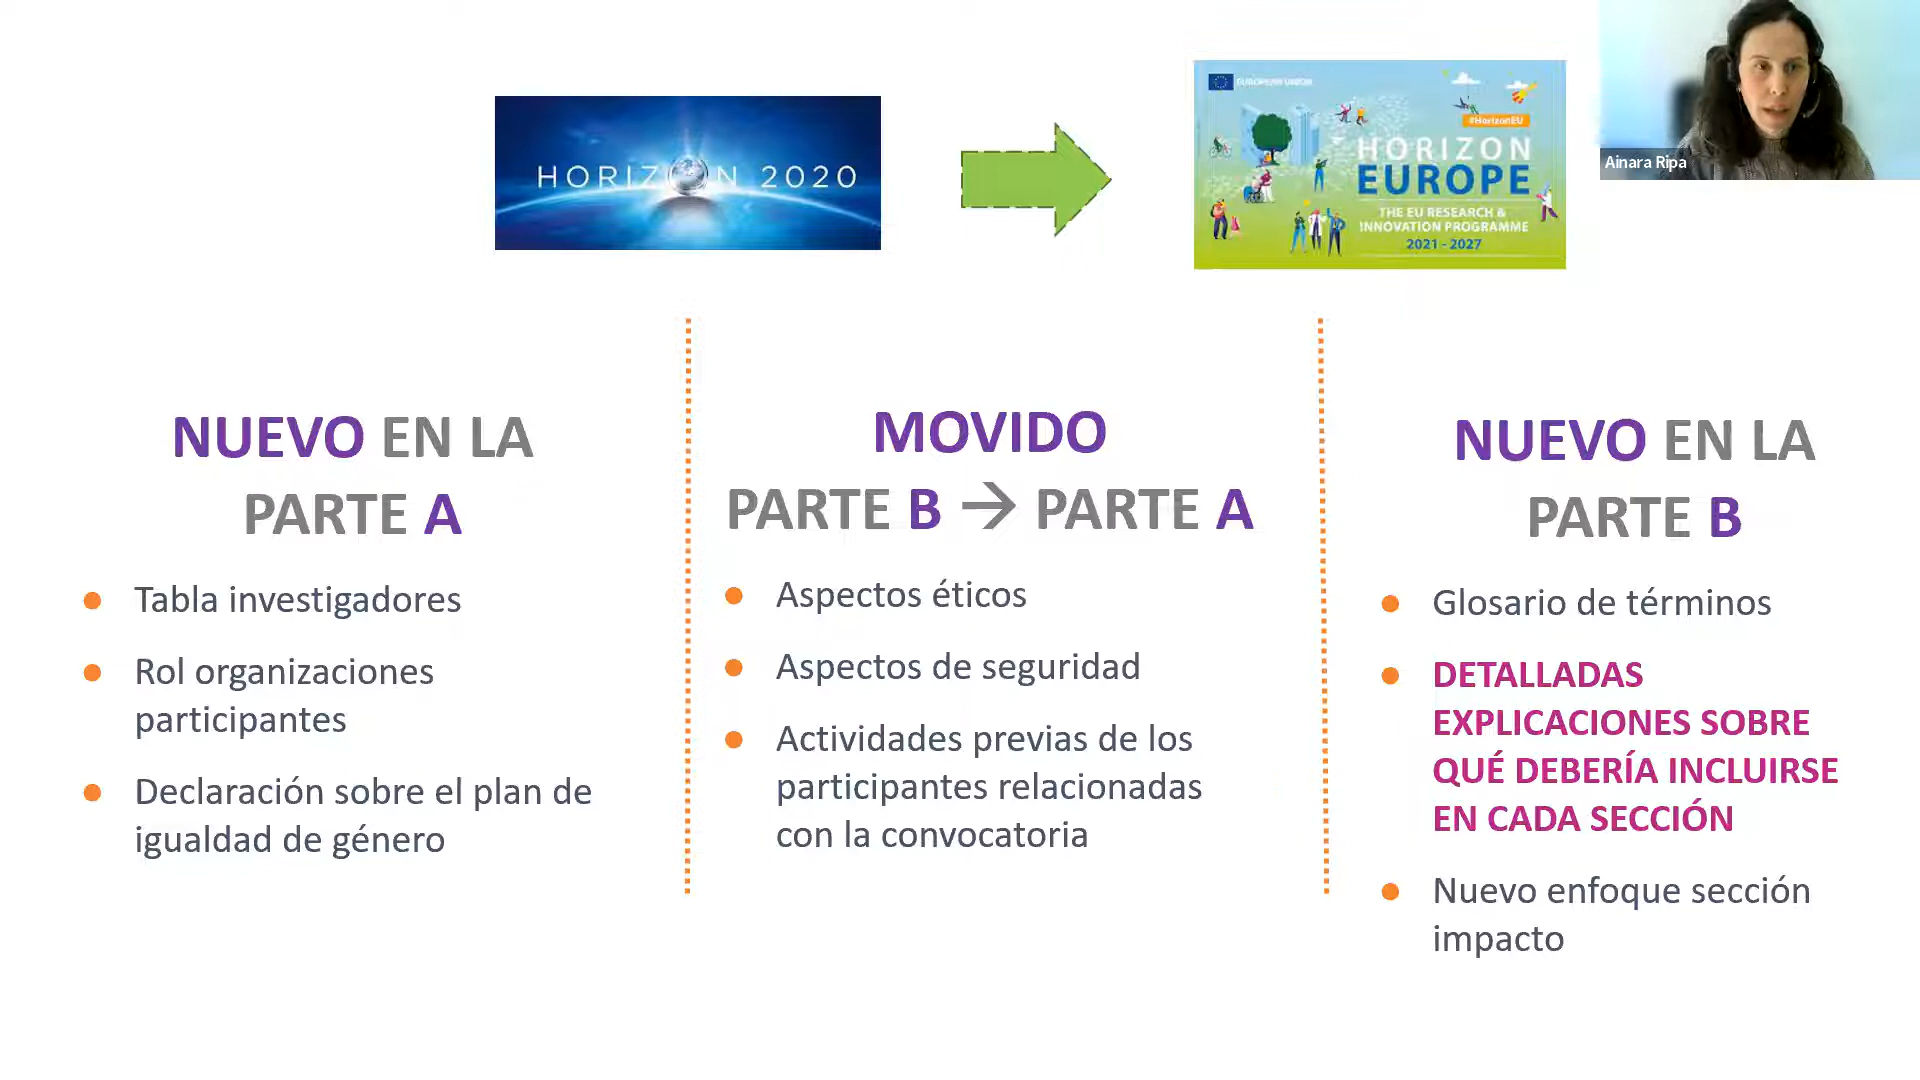 HORIZON 2020
EUROPEAN UNION
#HorizonEU
HORIZON
EUROPE
THE EU RESEARCH &
INNOVATION PROGRAMME
2021 - 2027
Ainara Ripa
NUEVO EN LA
PARTE A
Tabla investigadores
Rol organizaciones
participantes
Declaración sobre el plan de
igualdad de género
MOVIDO
PARTE B → PARTE A
Aspectos éticos
Aspectos de seguridad
Actividades previas de los
participantes relacionadas
con la convocatoria
NUEVO EN LA
PARTE B
Glosario de términos
DETALLADAS
EXPLICACIONES SOBRE
QUÉ DEBERÍA INCLUIRSE
EN CADA SECCIÓN
Nuevo enfoque sección
impacto